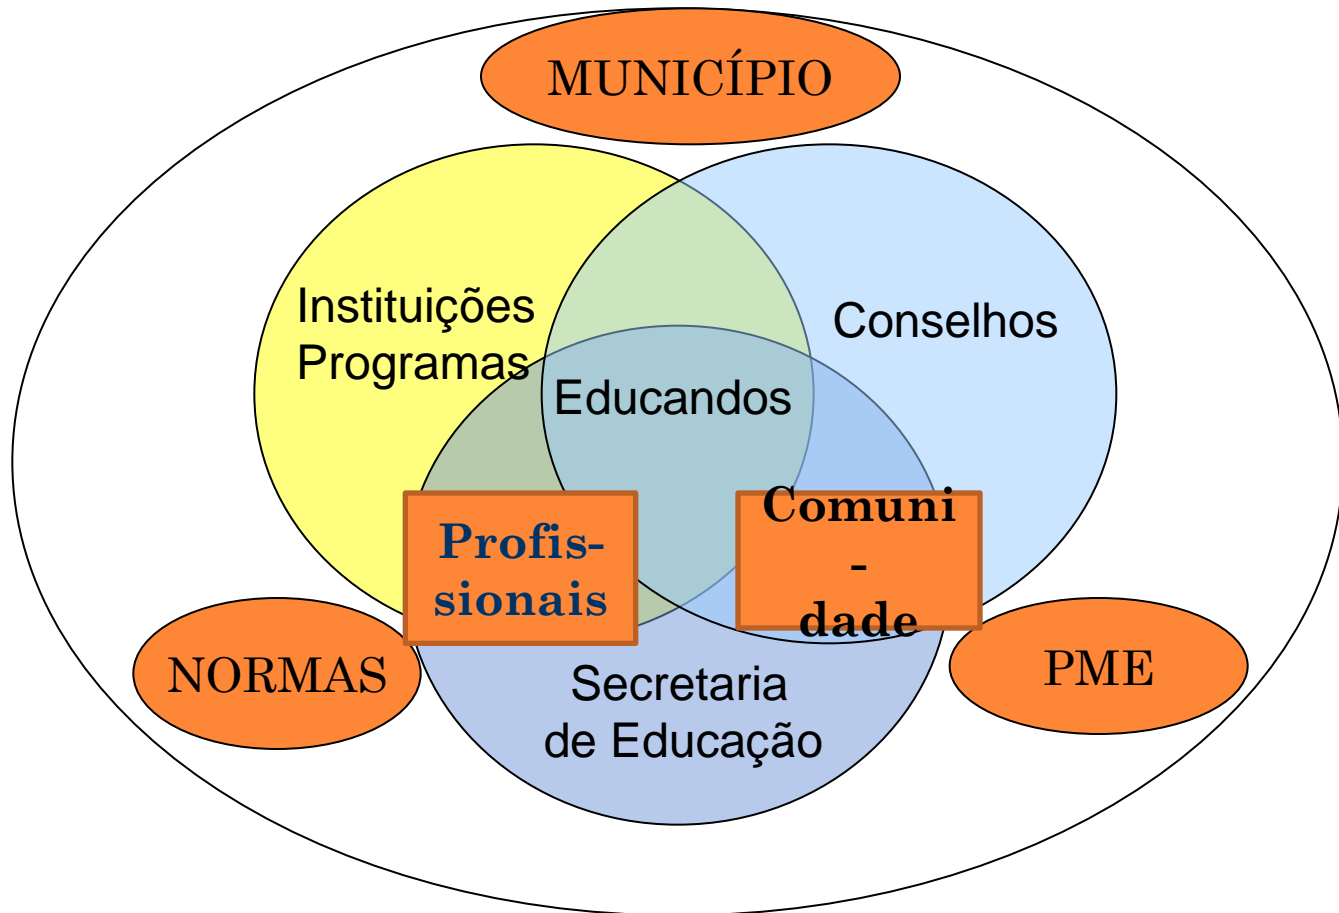 MUNICÍPIO
Instituições
Programas
Conselhos
Educandos
Profis-
sionais
Comuni
-
dade
NORMAS
PME
Secretaria
de Educação